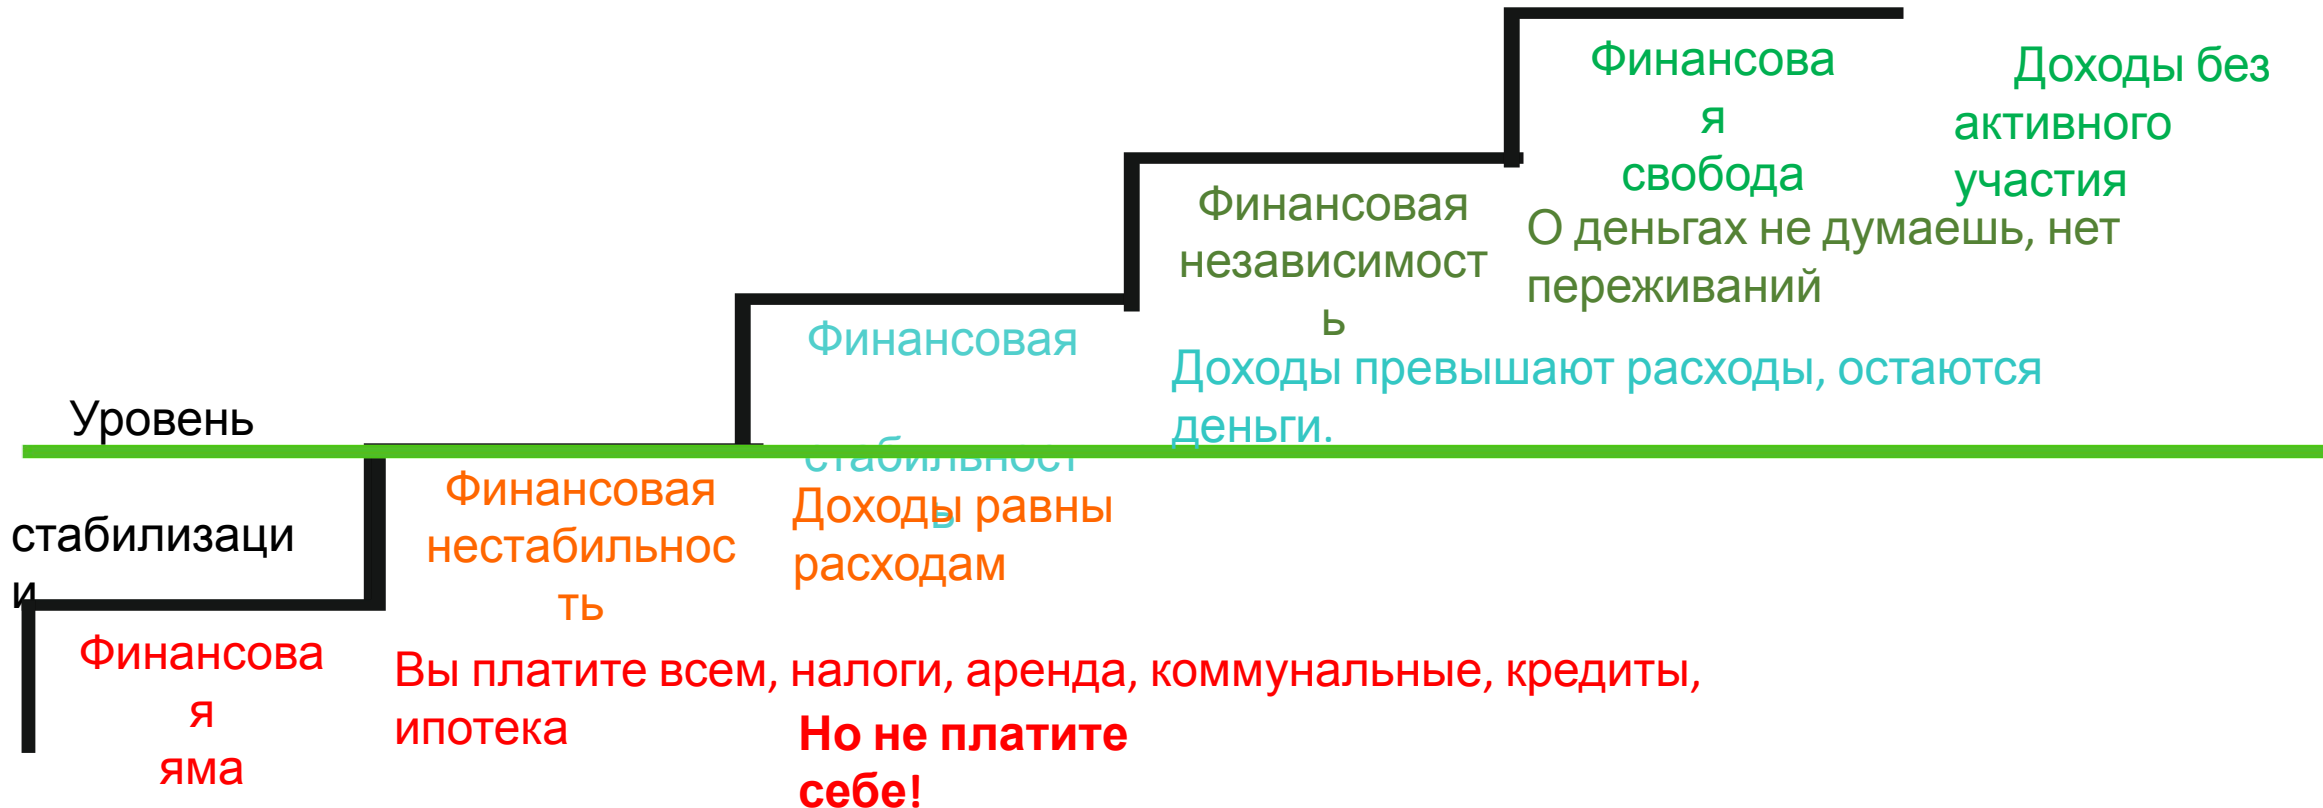 Финансова
я
свобода
Доходы без
активного
участия
Финансовая
независимост
ь
О деньгах не думаешь, нет
переживаний
Финансовая
стабильност
ь
Доходы превышают расходы, остаются
деньги.
Уровень
стабилизаци
и
Финансовая
нестабильнос
ть
Доходы равны
расходам
Финансова
я
яма
Вы платите всем, налоги, аренда, коммунальные, кредиты,
ипотека
Но не платите
себе!